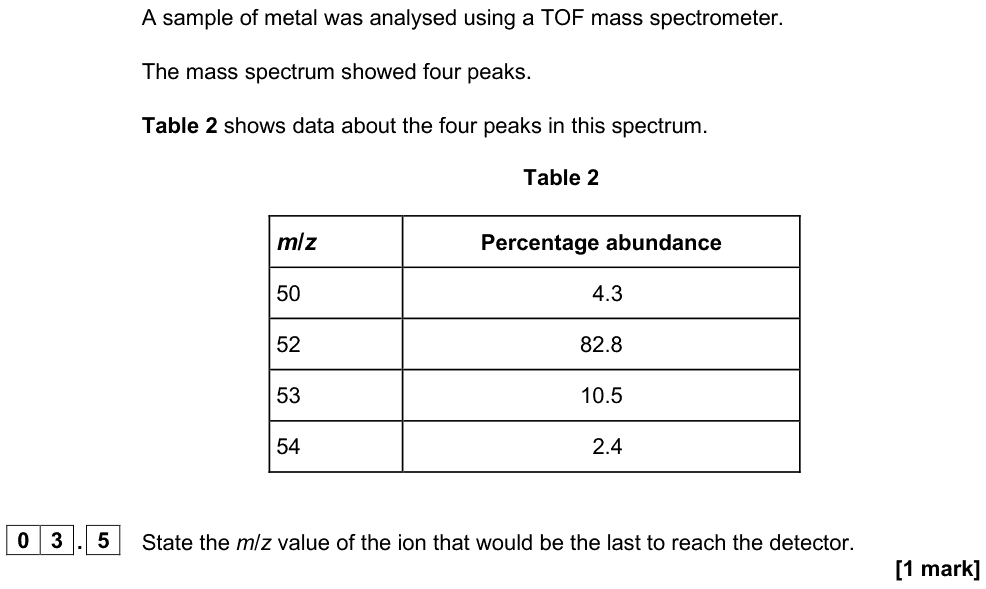 A sample of metal was analysed using a TOF mass spectrometer.
The mass spectrum showed four peaks.
Table 2 shows data about the four peaks in this spectrum.
Table 2
m/z Percentage abundance
50 4.3
52 82.8
53 10.5
54 2.4
0 3 . 5 State the m/z value of the ion that would be the last to reach the detector.
[1 mark]